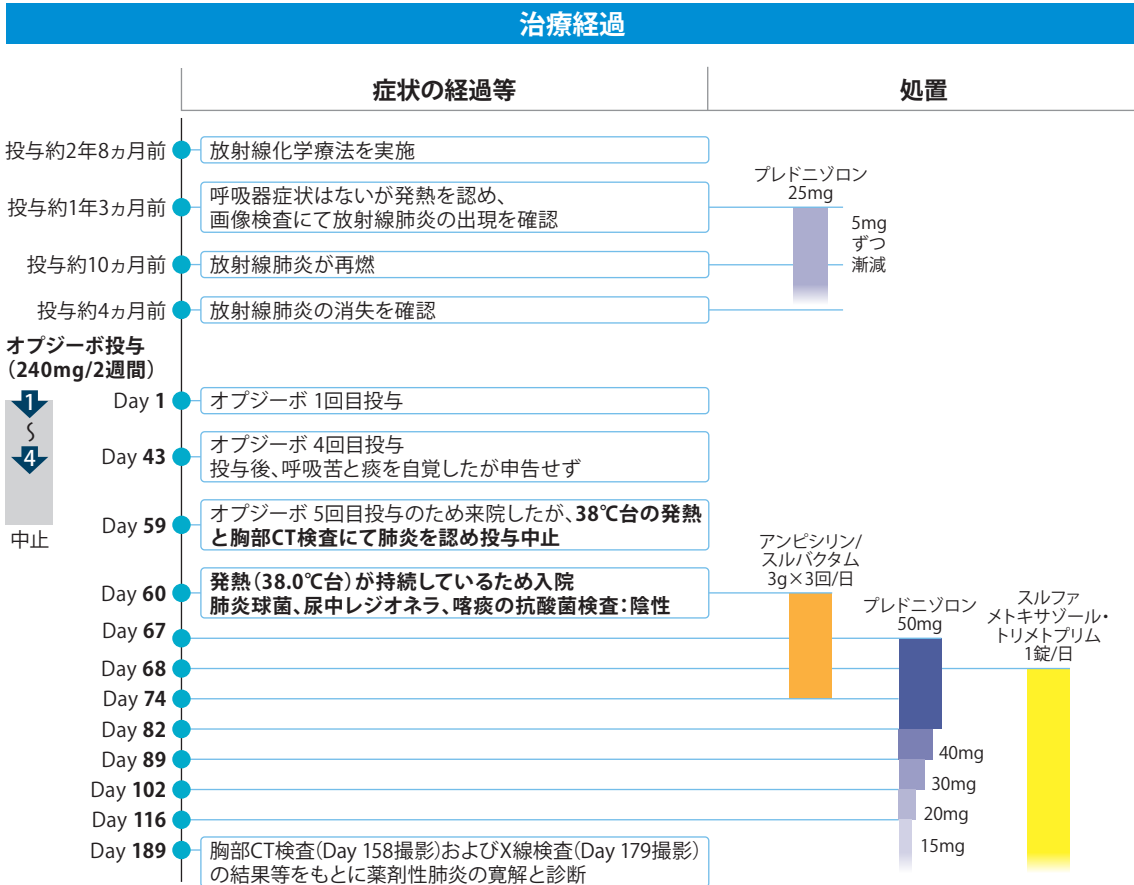 治療経過
症状の経過等
処置
投与約2年8ヵ月前
放射線化学療法を実施
投与約1年3ヵ月前
呼吸器症状はないが発熱を認め、
画像検査にて放射線肺炎の出現を確認
プレドニゾロン
25mg
5mg
ずつ
漸減
投与約10ヵ月前
放射線肺炎が再燃
投与約4ヵ月前
放射線肺炎の消失を確認
オプジーボ投与
（240mg/2週間）
1
〜
4
中止
Day 1
オプジーボ 1回目投与
Day 43
オプジーボ 4回目投与
投与後、呼吸苦と痰を自覚したが申告せず
Day 59
オプジーボ 5回目投与のため来院したが、38℃台の発熱
と胸部CT検査にて肺炎を認め投与中止
Day 60
発熱（38.0℃台）が持続しているため入院
肺炎球菌、尿中レジオネラ、喀痰の抗酸菌検査：陰性
アンピシリン/
スルバクタム
3g×3回/日
Day 67
プレドニゾロン
50mg
Day 68
スルファ
メトキサゾール・
トリメトプリム
1錠/日
Day 74
Day 82
40mg
Day 89
30mg
Day 102
20mg
Day 116
15mg
Day 189
胸部CT検査(Day 158撮影)およびX線検査(Day 179撮影)
の結果等をもとに薬剤性肺炎の寛解と診断